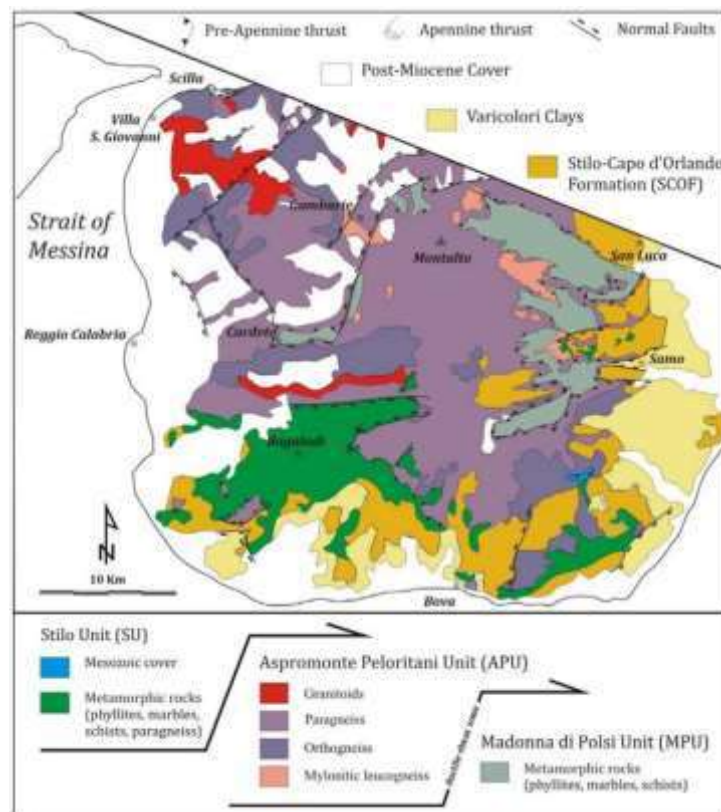 Pre-Apennine thrust
Apennine thrust
Normal Faults
Post-Miocene Cover
Varicolori Clays
Stilo-Capo d'Orlando
Formation (SCOF)
Scilla
Villa
S. Giovanni
Strait of
Messina
Gambarie
Montalto
San Luca
Reggio Calabria
Cardeto
Samo
Bagaladi
N
10 Km
Bova
Stilo Unit (SU)
Mesozoic cover
Metamorphic rocks
(phyllites, marbles,
schists, paragneiss)
Aspromonte Peloritani Unit (APU)
Granitoids
Paragneiss
Orthogneiss
Mylonitic leucogneiss
shear zone
Madonna di Polsi Unit (MPU)
Metamorphic rocks
(phyllites, marbles, schists)